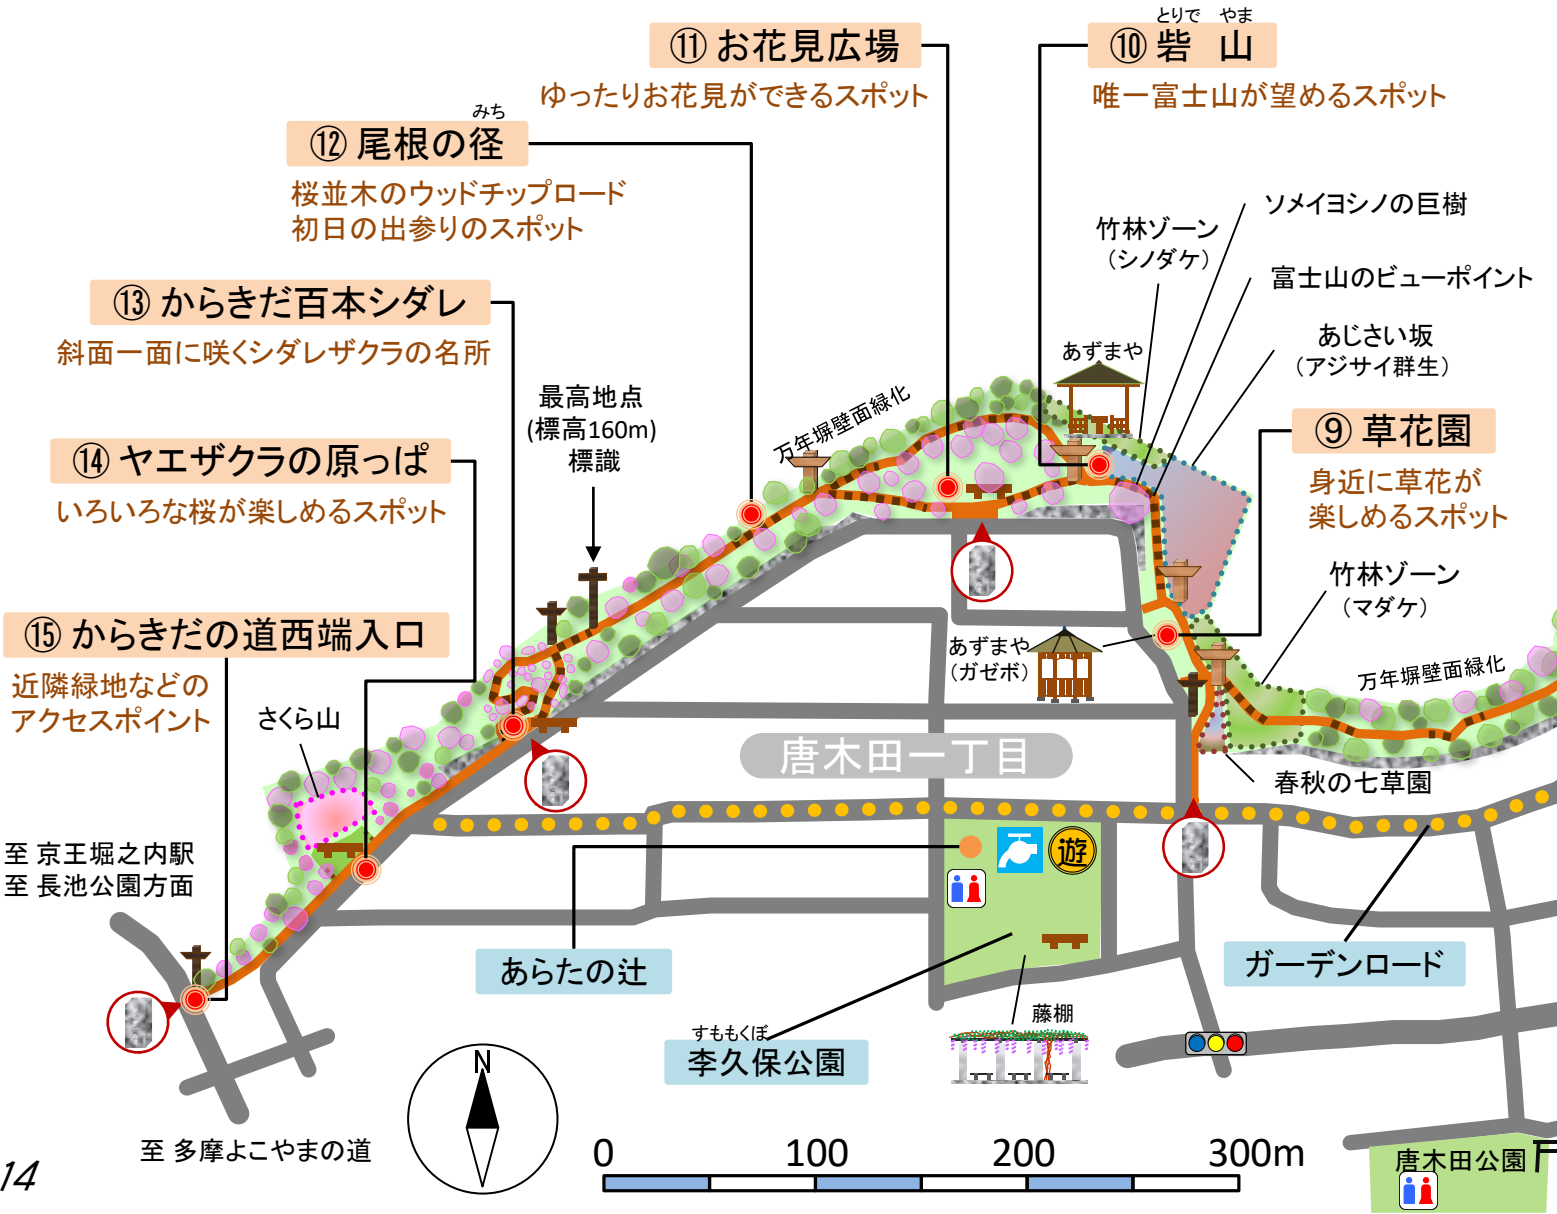 とりで やま
⑩ 砦 山
唯一富士山が望めるスポット
⑪ お花見広場
ゆったりお花見ができるスポット
みち
⑫ 尾根の径
桜並木のウッドチップロード
初日の出参りのスポット
ソメイヨシノの巨樹
竹林ゾーン
（シノダケ）
富士山のビューポイント
⑬ からきだ百本シダレ
斜面一面に咲くシダレザクラの名所
あじさい坂
（アジサイ群生）
あずまや
最高地点
(標高160m)
標識
万年塀壁面緑化
⑨ 草花園
身近に草花が
楽しめるスポット
⑭ ヤエザクラの原っぱ
いろいろな桜が楽しめるスポット
竹林ゾーン
（マダケ）
⑮ からきだの道西端入口
近隣緑地などの
アクセスポイント
あずまや
（ガゼボ）
万年塀壁面緑化
さくら山
唐木田一丁目
春秋の七草園
至 京王堀之内駅
至 長池公園方面
遊
あらたの辻
ガーデンロード
藤棚
すももくぼ
李久保公園
N
至 多摩よこやまの道
0 100 200 300m
唐木田公園
14